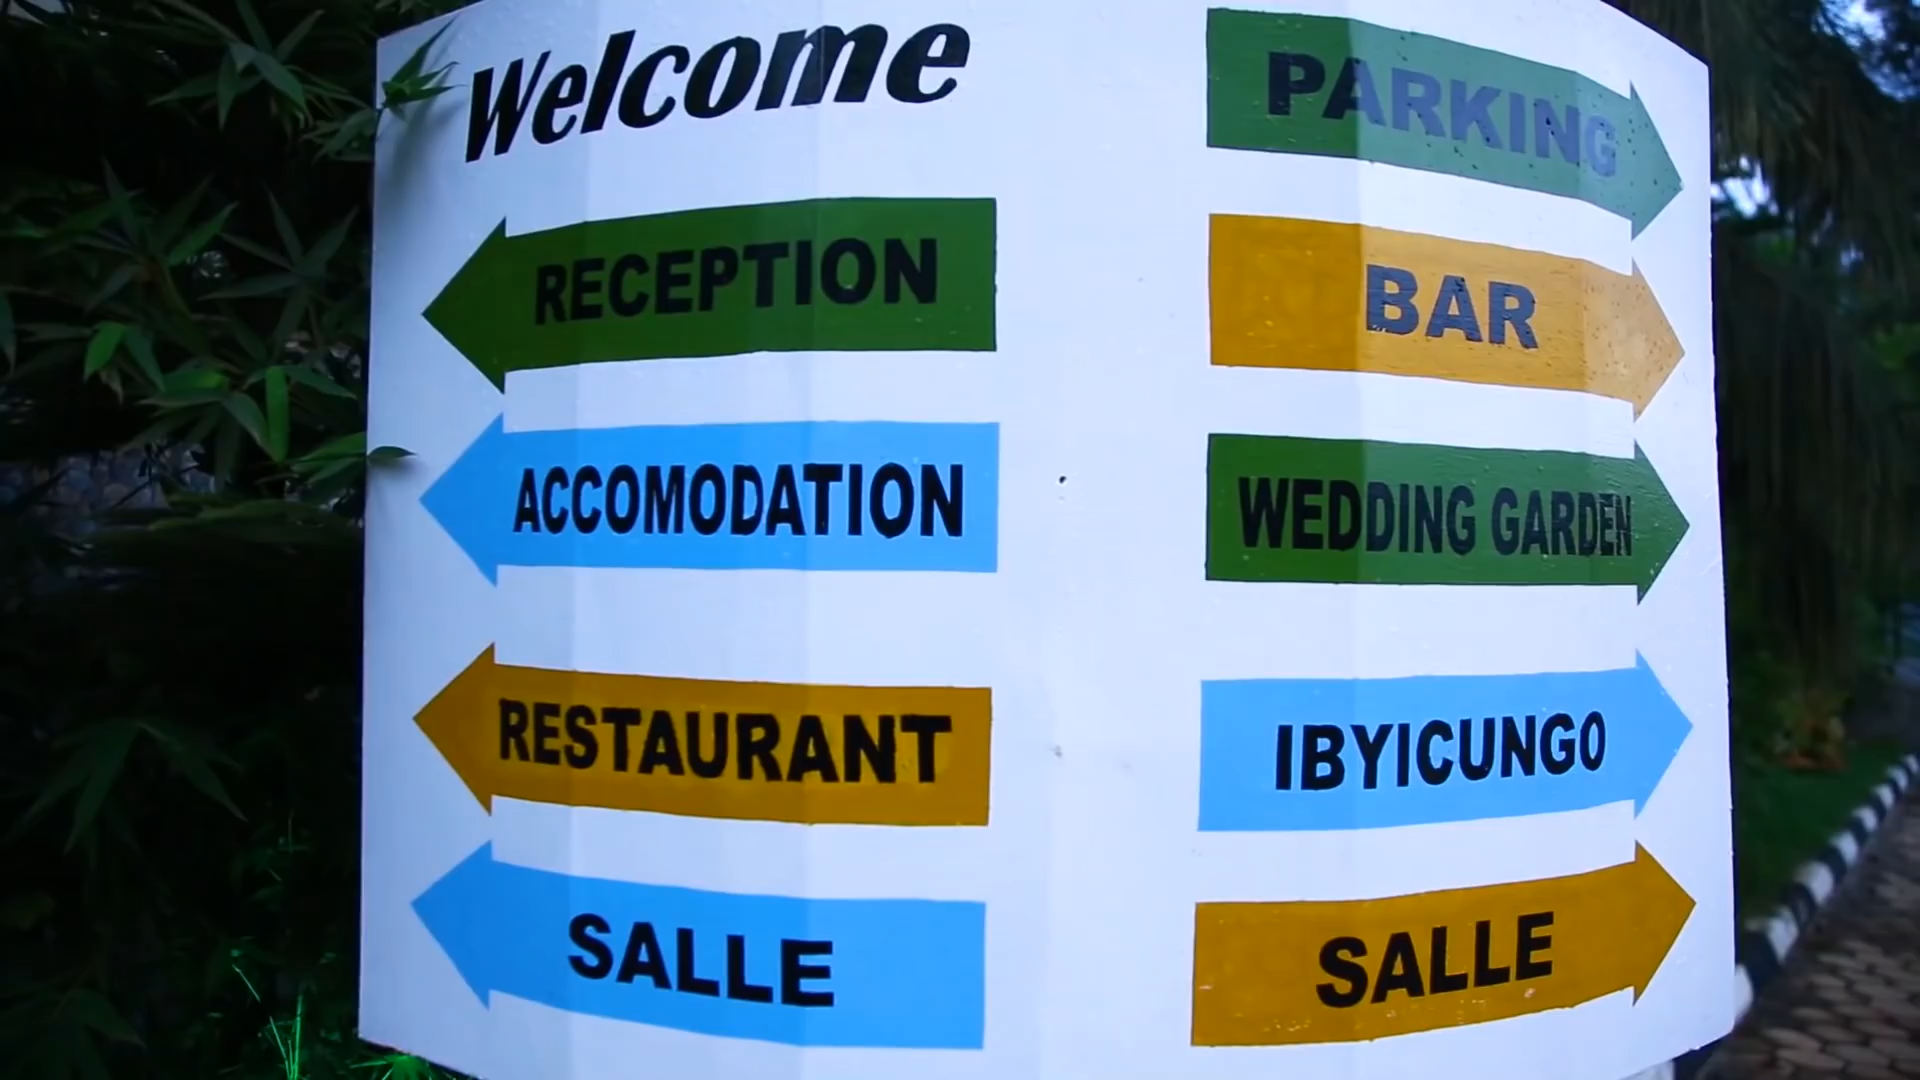 Welcome
RECEPTION
ACCOMODATION
RESTAURANT
SALLE
PARKING
BAR
WEDDING GARDEN
IBYICUNGO
SALLE